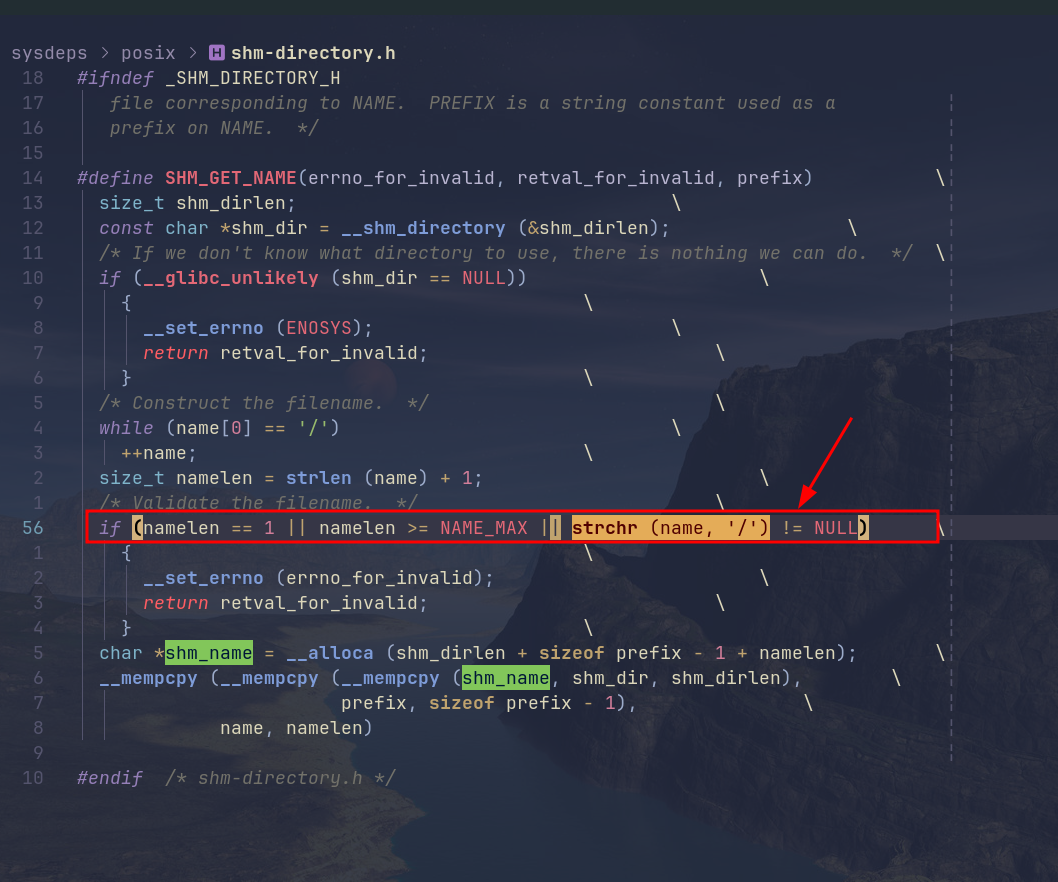 sysdeps > posix > H shm-directory.h
18 #ifndef _SHM_DIRECTORY_H
17 file corresponding to NAME.  PREFIX is a string constant used as a
16 prefix on NAME.  */
15
14 #define SHM_GET_NAME(errno_for_invalid, retval_for_invalid, prefix) \
13 size_t shm_dirlen; \
12 const char *shm_dir = __shm_directory (&shm_dirlen); \
11 /* If we don't know what directory to use, there is nothing we can do.  */ \
10 if (__glibc_unlikely (shm_dir == NULL)) \
9 { \
8 __set_errno (ENOSYS); \
7 return retval_for_invalid; \
6 } \
5 /* Construct the filename.  */ \
4 while (name[0] == '/') \
3 ++name; \
2 size_t namelen = strlen (name) + 1; \
1 /* Validate the filename.  */ \
56 if (namelen == 1 || namelen >= NAME_MAX || strchr (name, '/') != NULL) \
1 { \
2 __set_errno (errno_for_invalid); \
3 return retval_for_invalid; \
4 } \
5 char *shm_name = __alloca (shm_dirlen + sizeof prefix - 1 + namelen); \
6 __mempcpy (__mempcpy (__mempcpy (shm_name, shm_dir, shm_dirlen), \
7 prefix, sizeof prefix - 1), \
8 name, namelen)
9
10 #endif /* shm-directory.h */